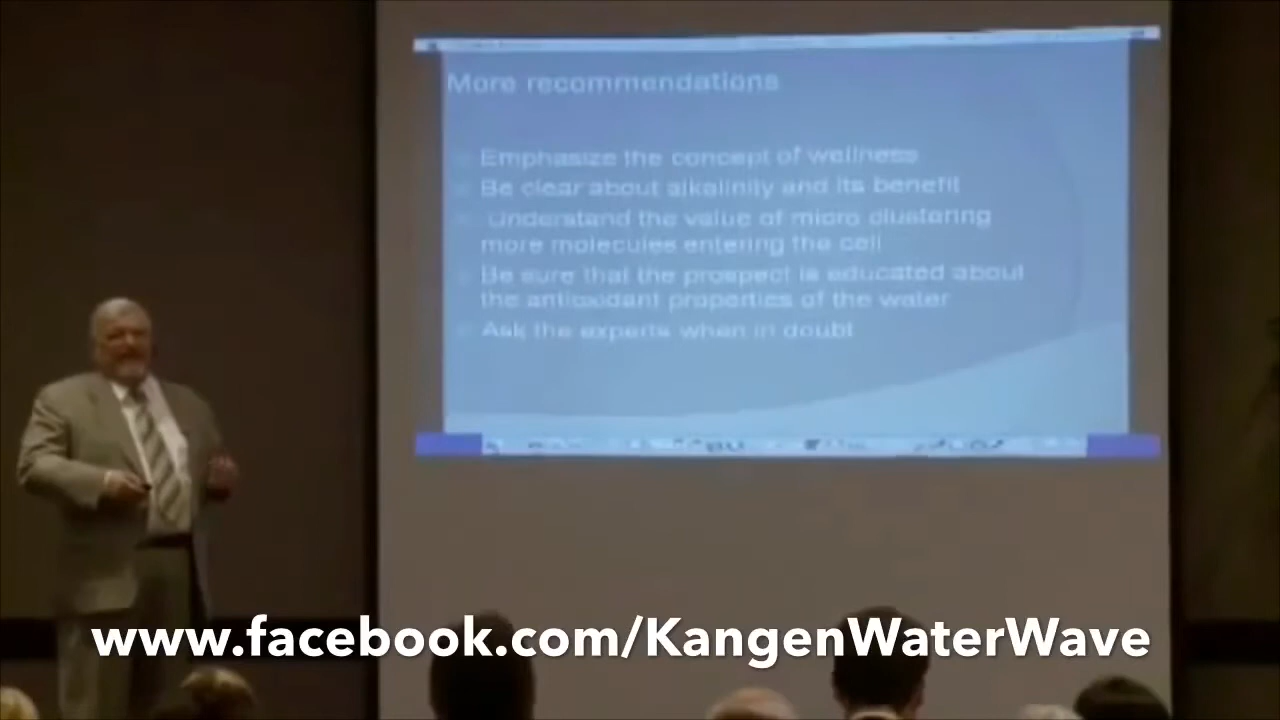 More recommendations
Emphasize the concept of wellness
Be clear about alkalinity and its benefit
Understand the value of micro clustering
more molecules entering the cell
Be sure that the prospect is educated about
the antioxidant properties of the water
Ask the experts when in doubt
www.facebook.com/KangenWaterWave